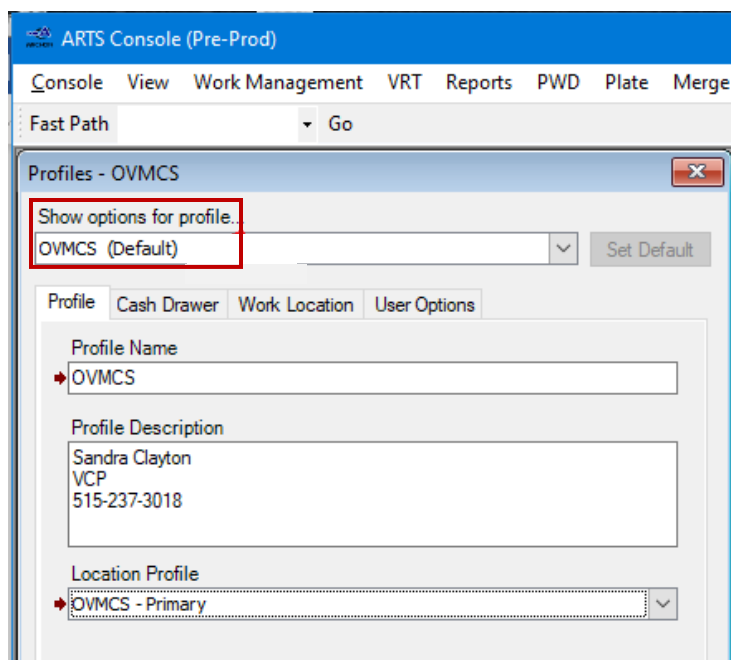 ARTS Console (Pre-Prod)
Console View Work Management VRT Reports PWD Plate Merge
Fast Path Go
Profiles - OVMCS
Show options for profile...
OVMCS (Default) Set Default
Profile Cash Drawer Work Location User Options
Profile Name
OVMCS
Profile Description
Sandra Clayton
VCP
515-237-3018
Location Profile
OVMCS - Primary